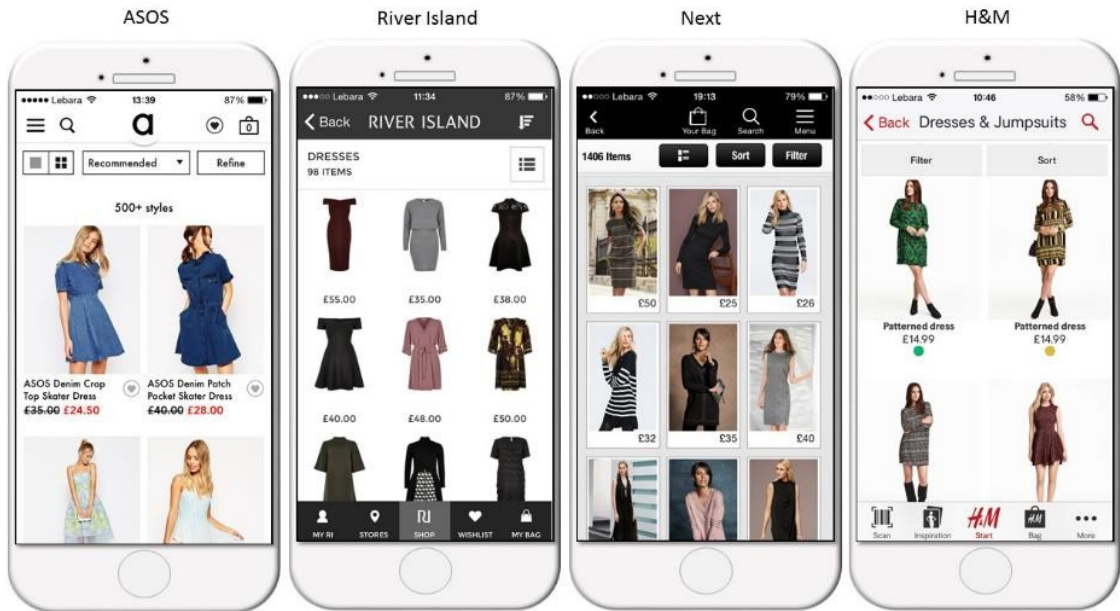 ASOS
River Island
Next
H&M
Lebara 13:39 87%
a
0
Recommended Refine
500+ styles
ASOS Denim Crop
Top Skater Dress
£35.00 £24.50
ASOS Denim Patch
Pocket Skater Dress
£40.00 £28.00
Lebara 11:34 87%
Back RIVER ISLAND
DRESSES
98 ITEMS
£55.00 £35.00 £38.00
£40.00 £48.00 £50.00
MY RI STORES SHOP WISHLIST MY BAG
Lebara 19:13 79%
Back Your Bag Search Menu
1406 Items Sort Filter
£50 £25 £26
£32 £35 £40
Lebara 10:46 58%
Back Dresses & Jumpsuits
Filter Sort
Patterned dress Patterned dress
£14.99 £14.99
H&M H&M
Scan Inspiration Start Bag More